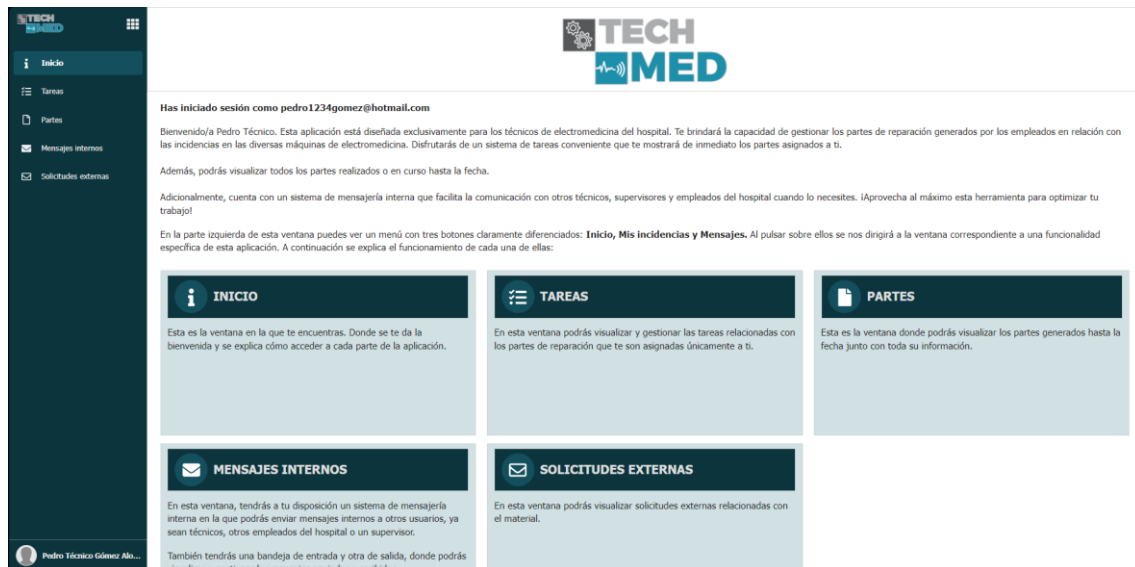 TECH
MED
Inicio
Tareas
Partes
Mensajes internos
Solicitudes externas
Pedro Técnico Gómez Alo...
TECH
MED
Has iniciado sesión como pedro1234gomez@hotmail.com
Bienvenido/a Pedro Técnico. Esta aplicación está diseñada exclusivamente para los técnicos de electromedicina del hospital. Te brindará la capacidad de gestionar los partes de reparación generados por los empleados en relación con
las incidencias en las diversas máquinas de electromedicina. Disfrutarás de un sistema de tareas conveniente que te mostrará de inmediato los partes asignados a ti.
Además, podrás visualizar todos los partes realizados o en curso hasta la fecha.
Adicionalmente, cuenta con un sistema de mensajería interna que facilita la comunicación con otros técnicos, supervisores y empleados del hospital cuando lo necesites. ¡Aprovecha al máximo esta herramienta para optimizar tu
trabajo!
En la parte izquierda de esta ventana puedes ver un menú con tres botones claramente diferenciados: Inicio, Mis incidencias y Mensajes. Al pulsar sobre ellos se nos dirigirá a la ventana correspondiente a una funcionalidad
específica de esta aplicación. A continuación se explica el funcionamiento de cada una de ellas:
INICIO
Esta es la ventana en la que te encuentras. Donde se te da la
bienvenida y se explica cómo acceder a cada parte de la aplicación.
TAREAS
En esta ventana podrás visualizar y gestionar las tareas relacionadas con
los partes de reparación que te son asignadas únicamente a ti.
PARTES
Esta es la ventana donde podrás visualizar los partes generados hasta la
fecha junto con toda su información.
MENSAJES INTERNOS
En esta ventana, tendrás a tu disposición un sistema de mensajería
interna en la que podrás enviar mensajes internos a otros usuarios, ya
sean técnicos, otros empleados del hospital o un supervisor.
También tendrás una bandeja de entrada y otra de salida, donde podrás
SOLICITUDES EXTERNAS
En esta ventana podrás visualizar solicitudes externas relacionadas con
el material.